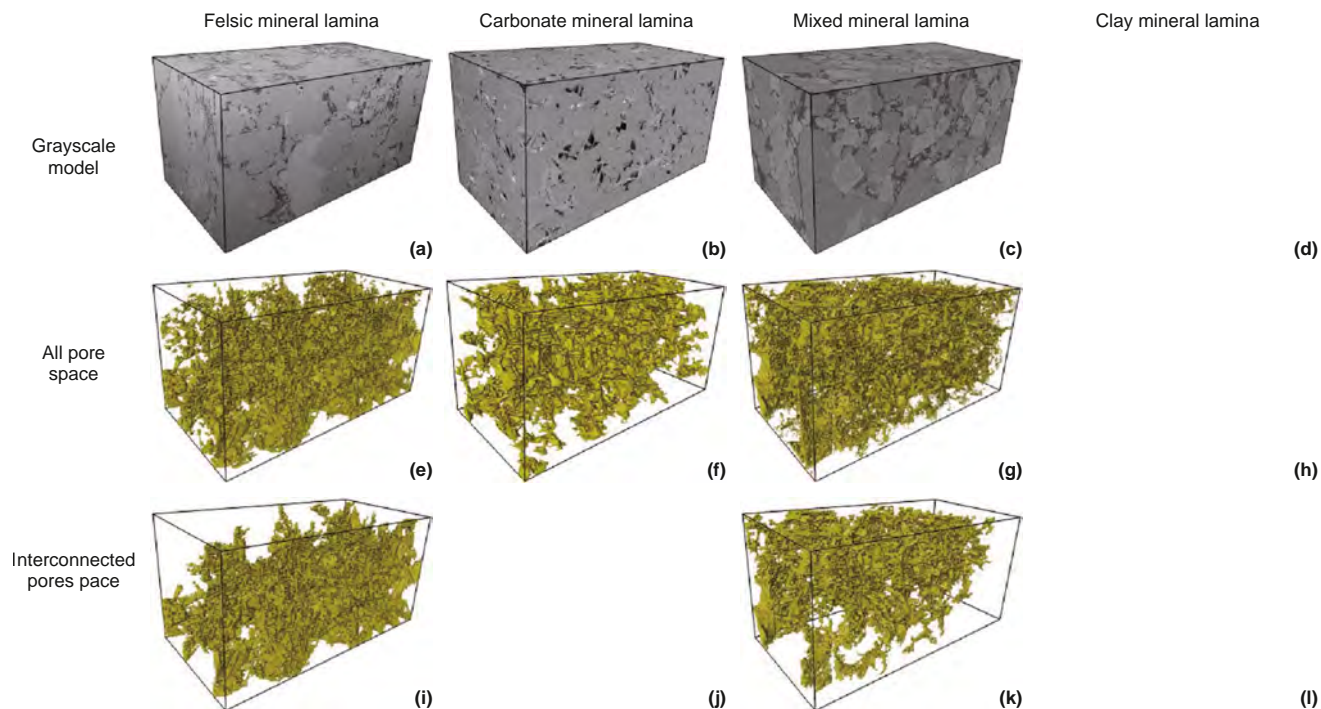 Felsic mineral lamina
Carbonate mineral lamina
Mixed mineral lamina
Clay mineral lamina
Grayscale
model
(a)
(b)
(c)
(d)
All pore
space
(e)
(f)
(g)
(h)
Interconnected
pores pace
(i)
(j)
(k)
(l)